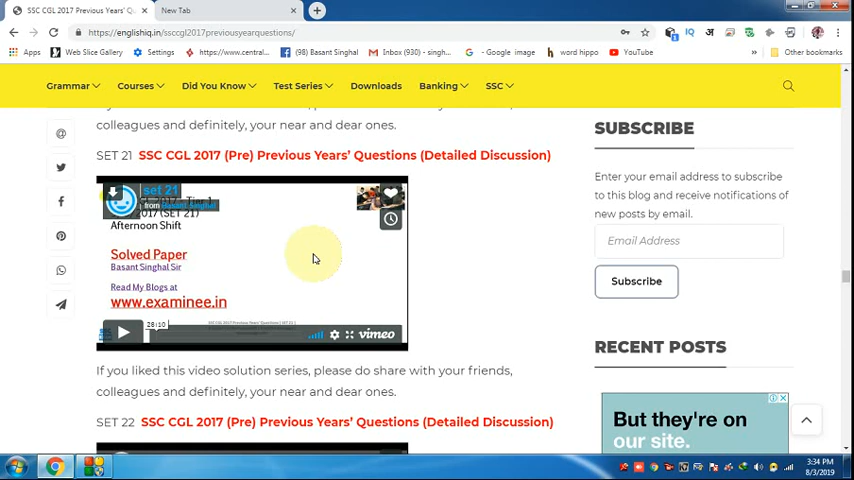 SSC CGL 2017 Previous Years' Qu
New Tab
https://englishiq.in/ssccgl2017previousyearquestions/
Apps
Web Slice Gallery
Settings
https://www.central...
(98) Basant Singhal
Inbox (930) - singh...
- Google image
word hippo
YouTube
Other bookmarks
Grammar
Courses
Did You Know
Test Series
Downloads
Banking
SSC
colleagues and definitely, your near and dear ones.
SET 21 SSC CGL 2017 (Pre) Previous Years' Questions (Detailed Discussion)
set 21
from Basant Singhal
2017 (SET 21)
Afternoon Shift
Solved Paper
Basant Singhal Sir
Read My Blogs at
www.examinee.in
28:10
vimeo
If you liked this video solution series, please do share with your friends,
colleagues and definitely, your near and dear ones.
SET 22 SSC CGL 2017 (Pre) Previous Years' Questions (Detailed Discussion)
SUBSCRIBE
Enter your email address to subscribe
to this blog and receive notifications of
new posts by email.
Email Address
Subscribe
RECENT POSTS
But they're on
our site.
3:34 PM
8/3/2019